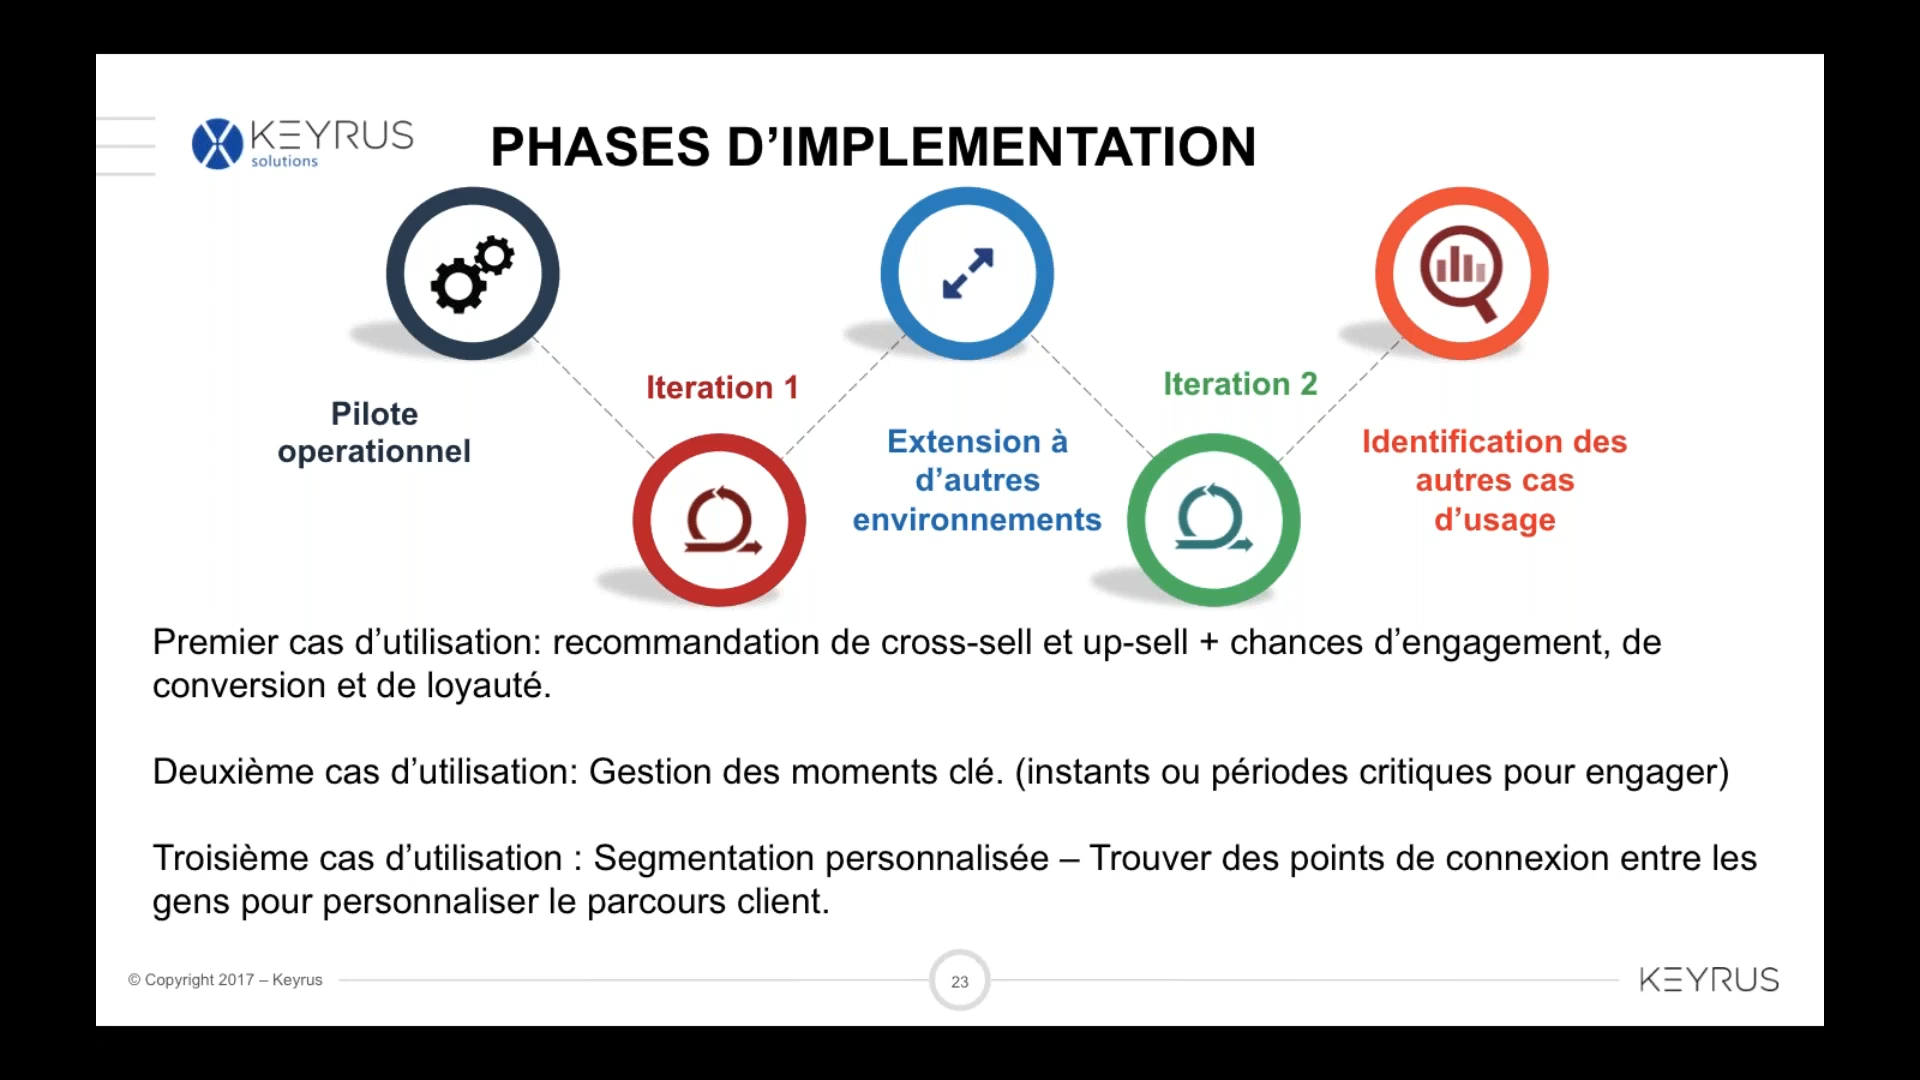 KEYRUS
solutions
PHASES D’IMPLEMENTATION
Pilote
operationnel
Iteration 1
Extension à
d’autres
environnements
Iteration 2
Identification des
autres cas
d’usage
Premier cas d’utilisation: recommandation de cross-sell et up-sell + chances d’engagement, de
conversion et de loyauté.
Deuxième cas d’utilisation: Gestion des moments clé. (instants ou périodes critiques pour engager)
Troisième cas d’utilisation : Segmentation personnalisée – Trouver des points de connexion entre les
gens pour personnaliser le parcours client.
© Copyright 2017 – Keyrus
23
KEYRUS